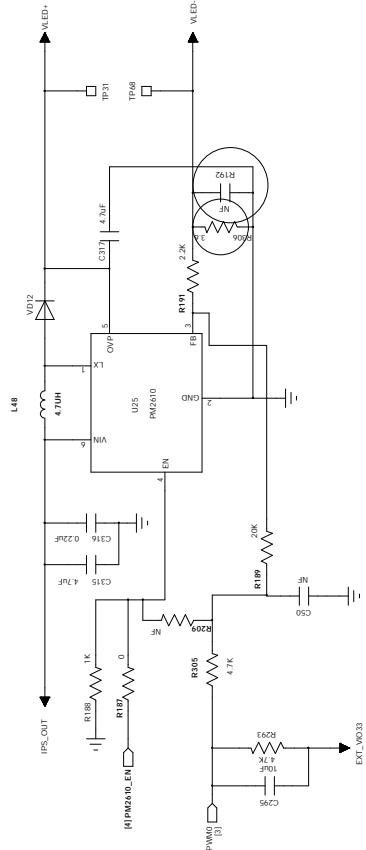 VLED+
VLED-
TP31
TP68
R192
NF
3.6
R306
4.7uF
C317
2.2K
R191
VD12
5
OVP
3
FB
L48
4.7UH
1
LX
U25
PM2610
GND
2
VIN
6
EN
4
0.22uF
C316
4.7uF
C315
20K
R189
NF
C50
NF
R209
1K
R188
0
R187
R305
4.7K
IPS_OUT
[4] PM2610_EN
R293
4.7K
10uF
C295
PWM0
[3]
EXT_VIO33